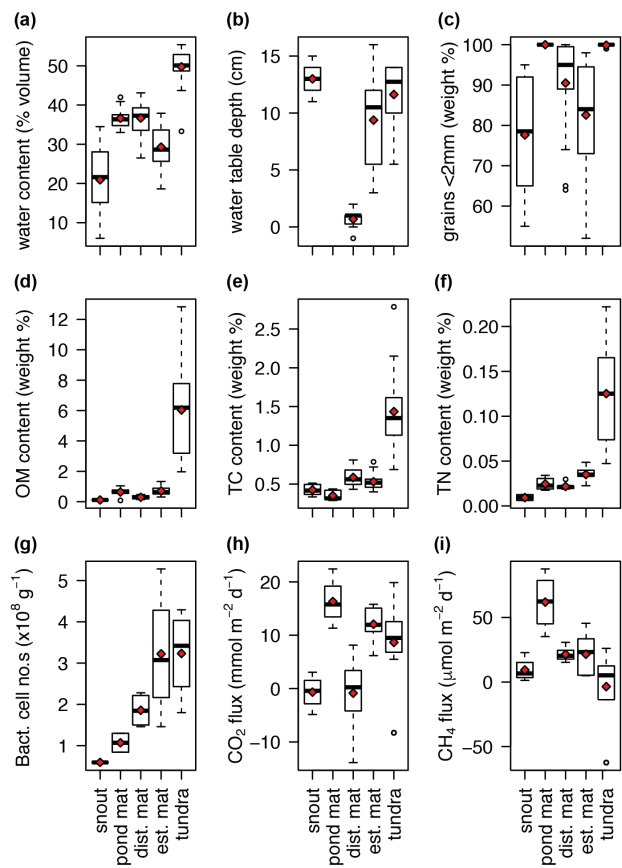 (a)
(b)
(c)
water content (% volume)
50
40
30
20
10
water table depth (cm)
15
10
5
0
grains <2mm (weight %)
100
90
80
70
60
(d)
(e)
(f)
OM content (weight %)
12
10
8
6
4
2
0
TC content (weight %)
2.5
2.0
1.5
1.0
0.5
TN content (weight %)
0.20
0.15
0.10
0.05
0.00
(g)
(h)
(i)
Bact. cell no.s (x10⁸ g⁻¹)
5
4
3
2
1
CO₂ flux (mmol m⁻² d⁻¹)
20
10
0
−10
CH₄ flux (μmol m⁻² d⁻¹)
50
0
−50
snout
pond mat
dist. mat
est. mat
tundra
snout
pond mat
dist. mat
est. mat
tundra
snout
pond mat
dist. mat
est. mat
tundra